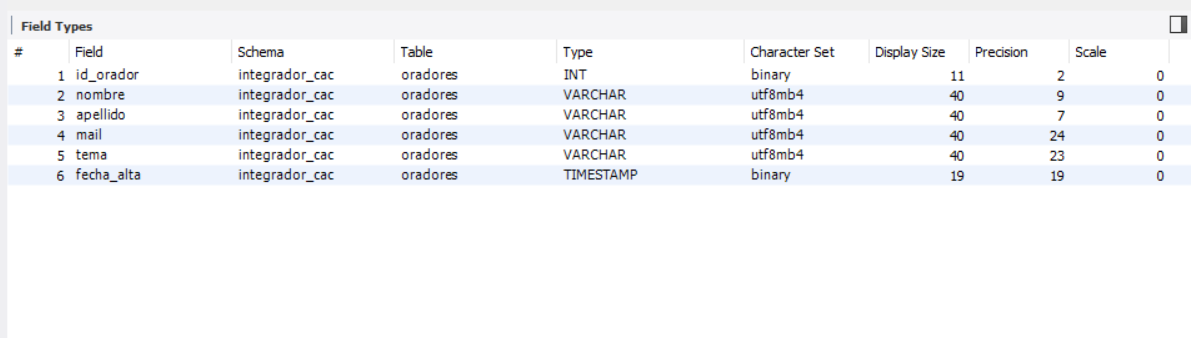 Field Types
# Field Schema Table Type Character Set Display Size Precision Scale
1 id_orador integrador_cac oradores INT binary 11 2 0
2 nombre integrador_cac oradores VARCHAR utf8mb4 40 9 0
3 apellido integrador_cac oradores VARCHAR utf8mb4 40 7 0
4 mail integrador_cac oradores VARCHAR utf8mb4 40 24 0
5 tema integrador_cac oradores VARCHAR utf8mb4 40 23 0
6 fecha_alta integrador_cac oradores TIMESTAMP binary 19 19 0